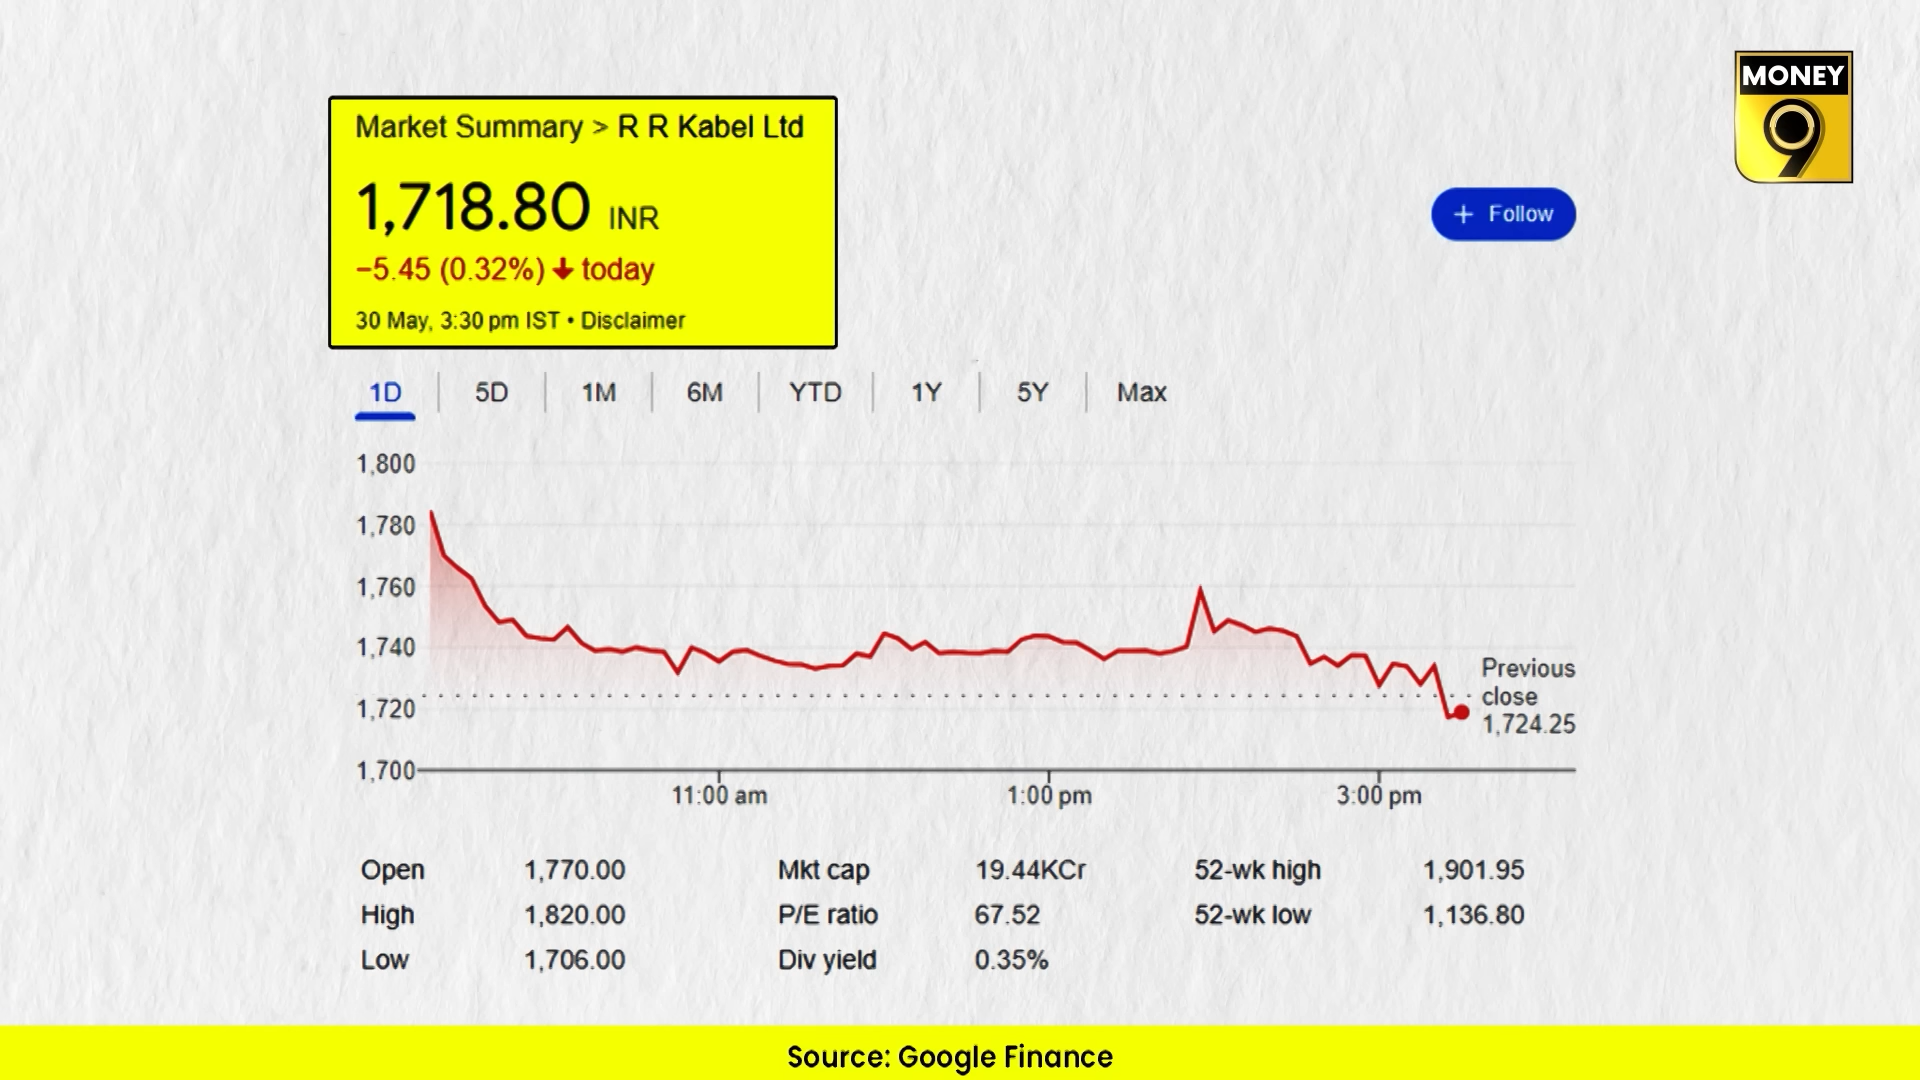 MONEY
9
Market Summary > R R Kabel Ltd
1,718.80 INR
−5.45 (0.32%) ↓ today
30 May, 3:30 pm IST • Disclaimer
+ Follow
1D 5D 1M 6M YTD 1Y 5Y Max
1,800
1,780
1,760
1,740
1,720
1,700
Previous
close
1,724.25
11:00 am 1:00 pm 3:00 pm
Open 1,770.00 Mkt cap 19.44KCr 52-wk high 1,901.95
High 1,820.00 P/E ratio 67.52 52-wk low 1,136.80
Low 1,706.00 Div yield 0.35%
Source: Google Finance